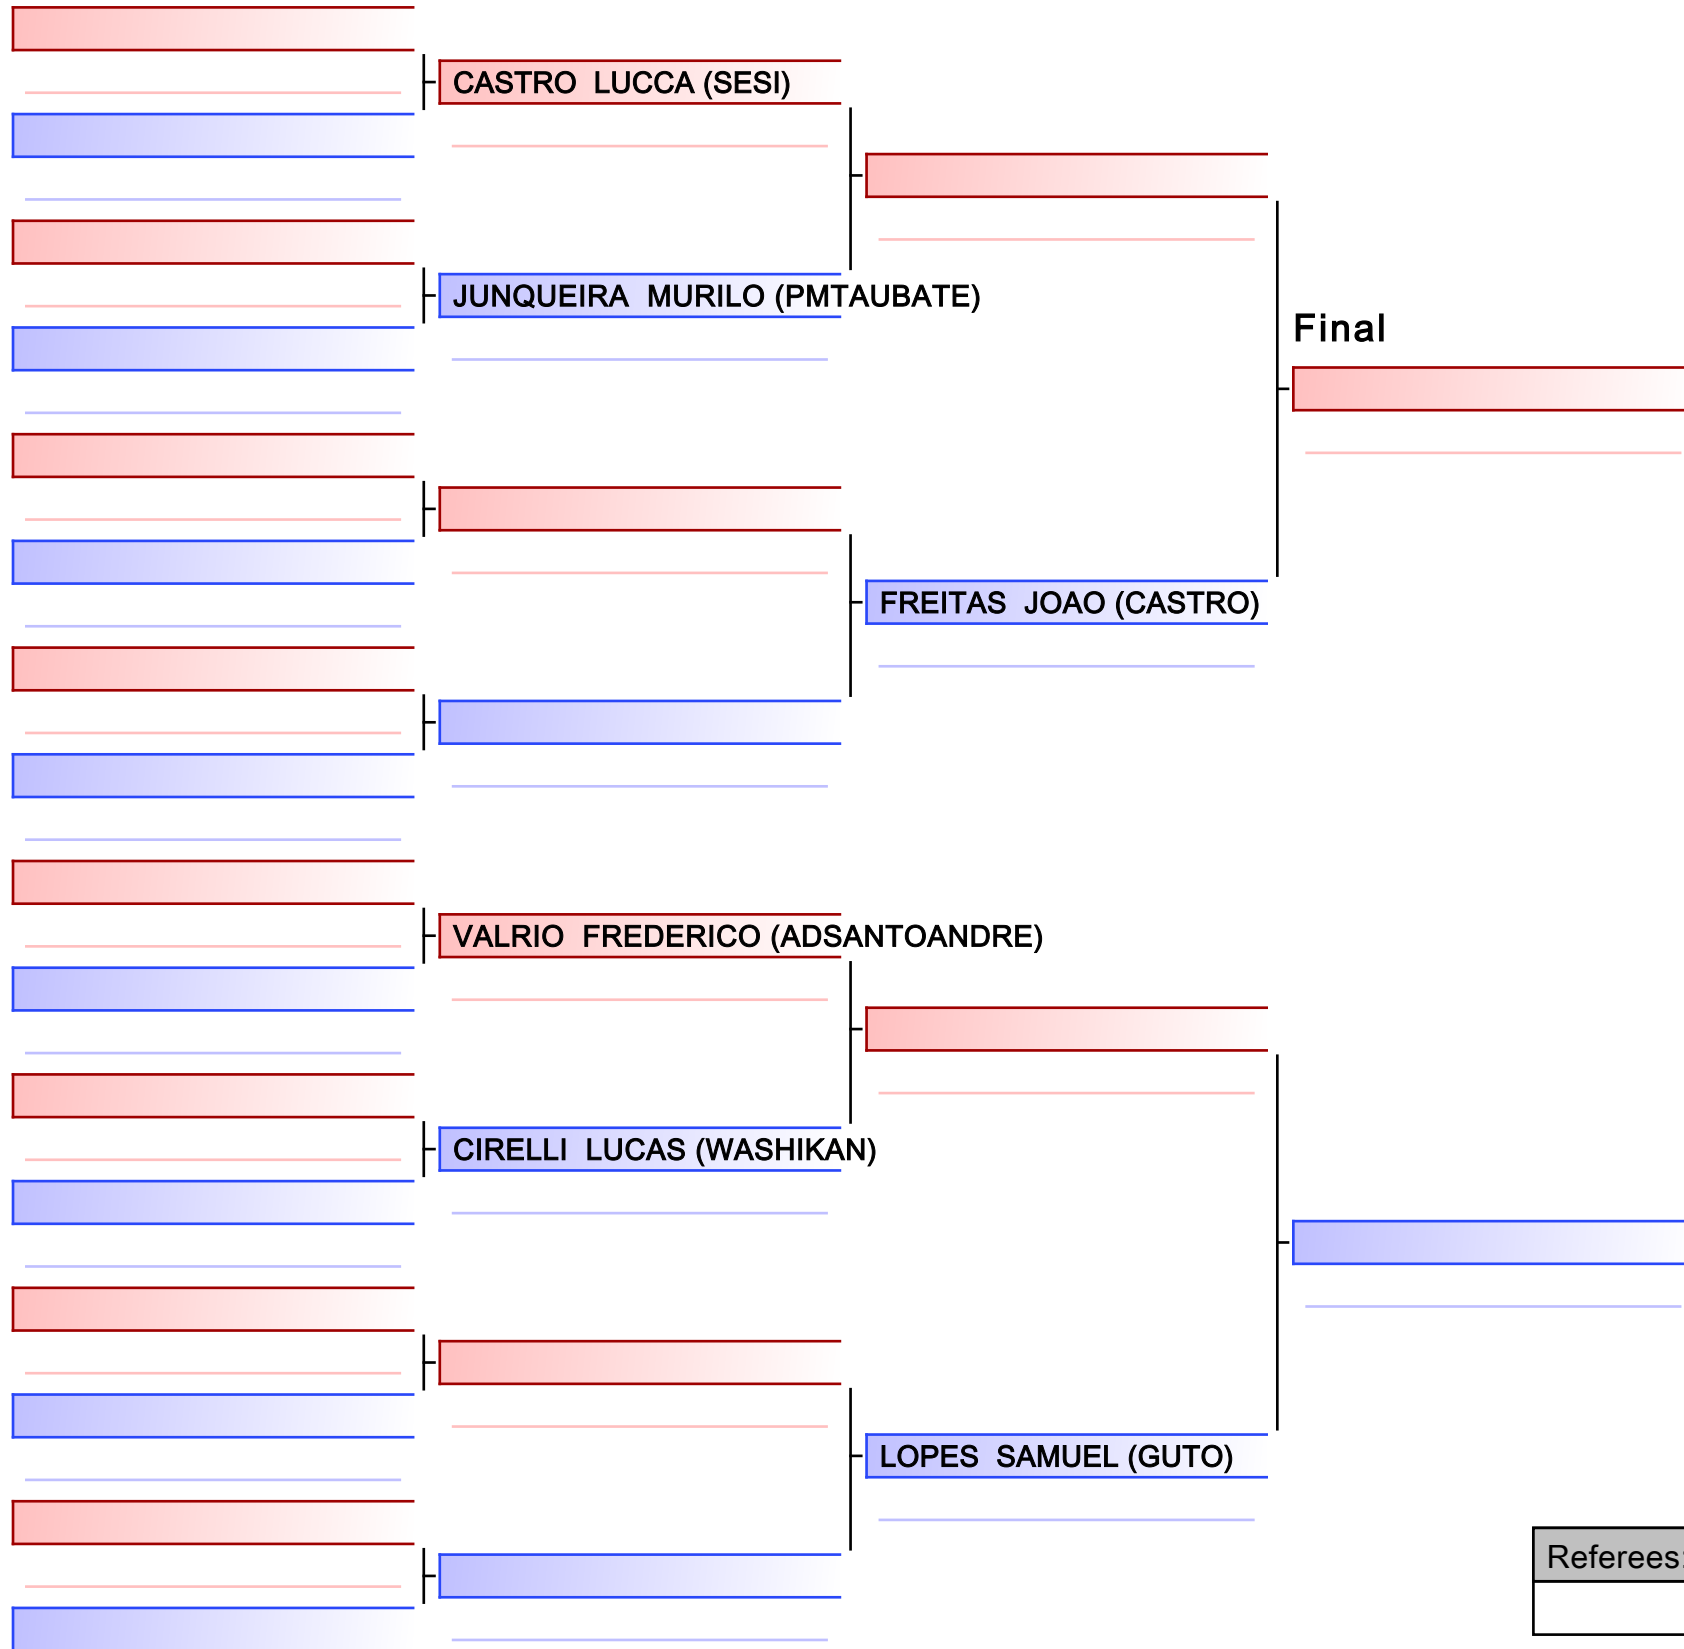 CASTRO  LUCCA (SESI)
JUNQUEIRA  MURILO (PMTAUBATE)
Final
FREITAS  JOAO (CASTRO)
VALRIO  FREDERICO (ADSANTOANDRE)
CIRELLI  LUCAS (WASHIKAN)
LOPES  SAMUEL (GUTO)
Referees: